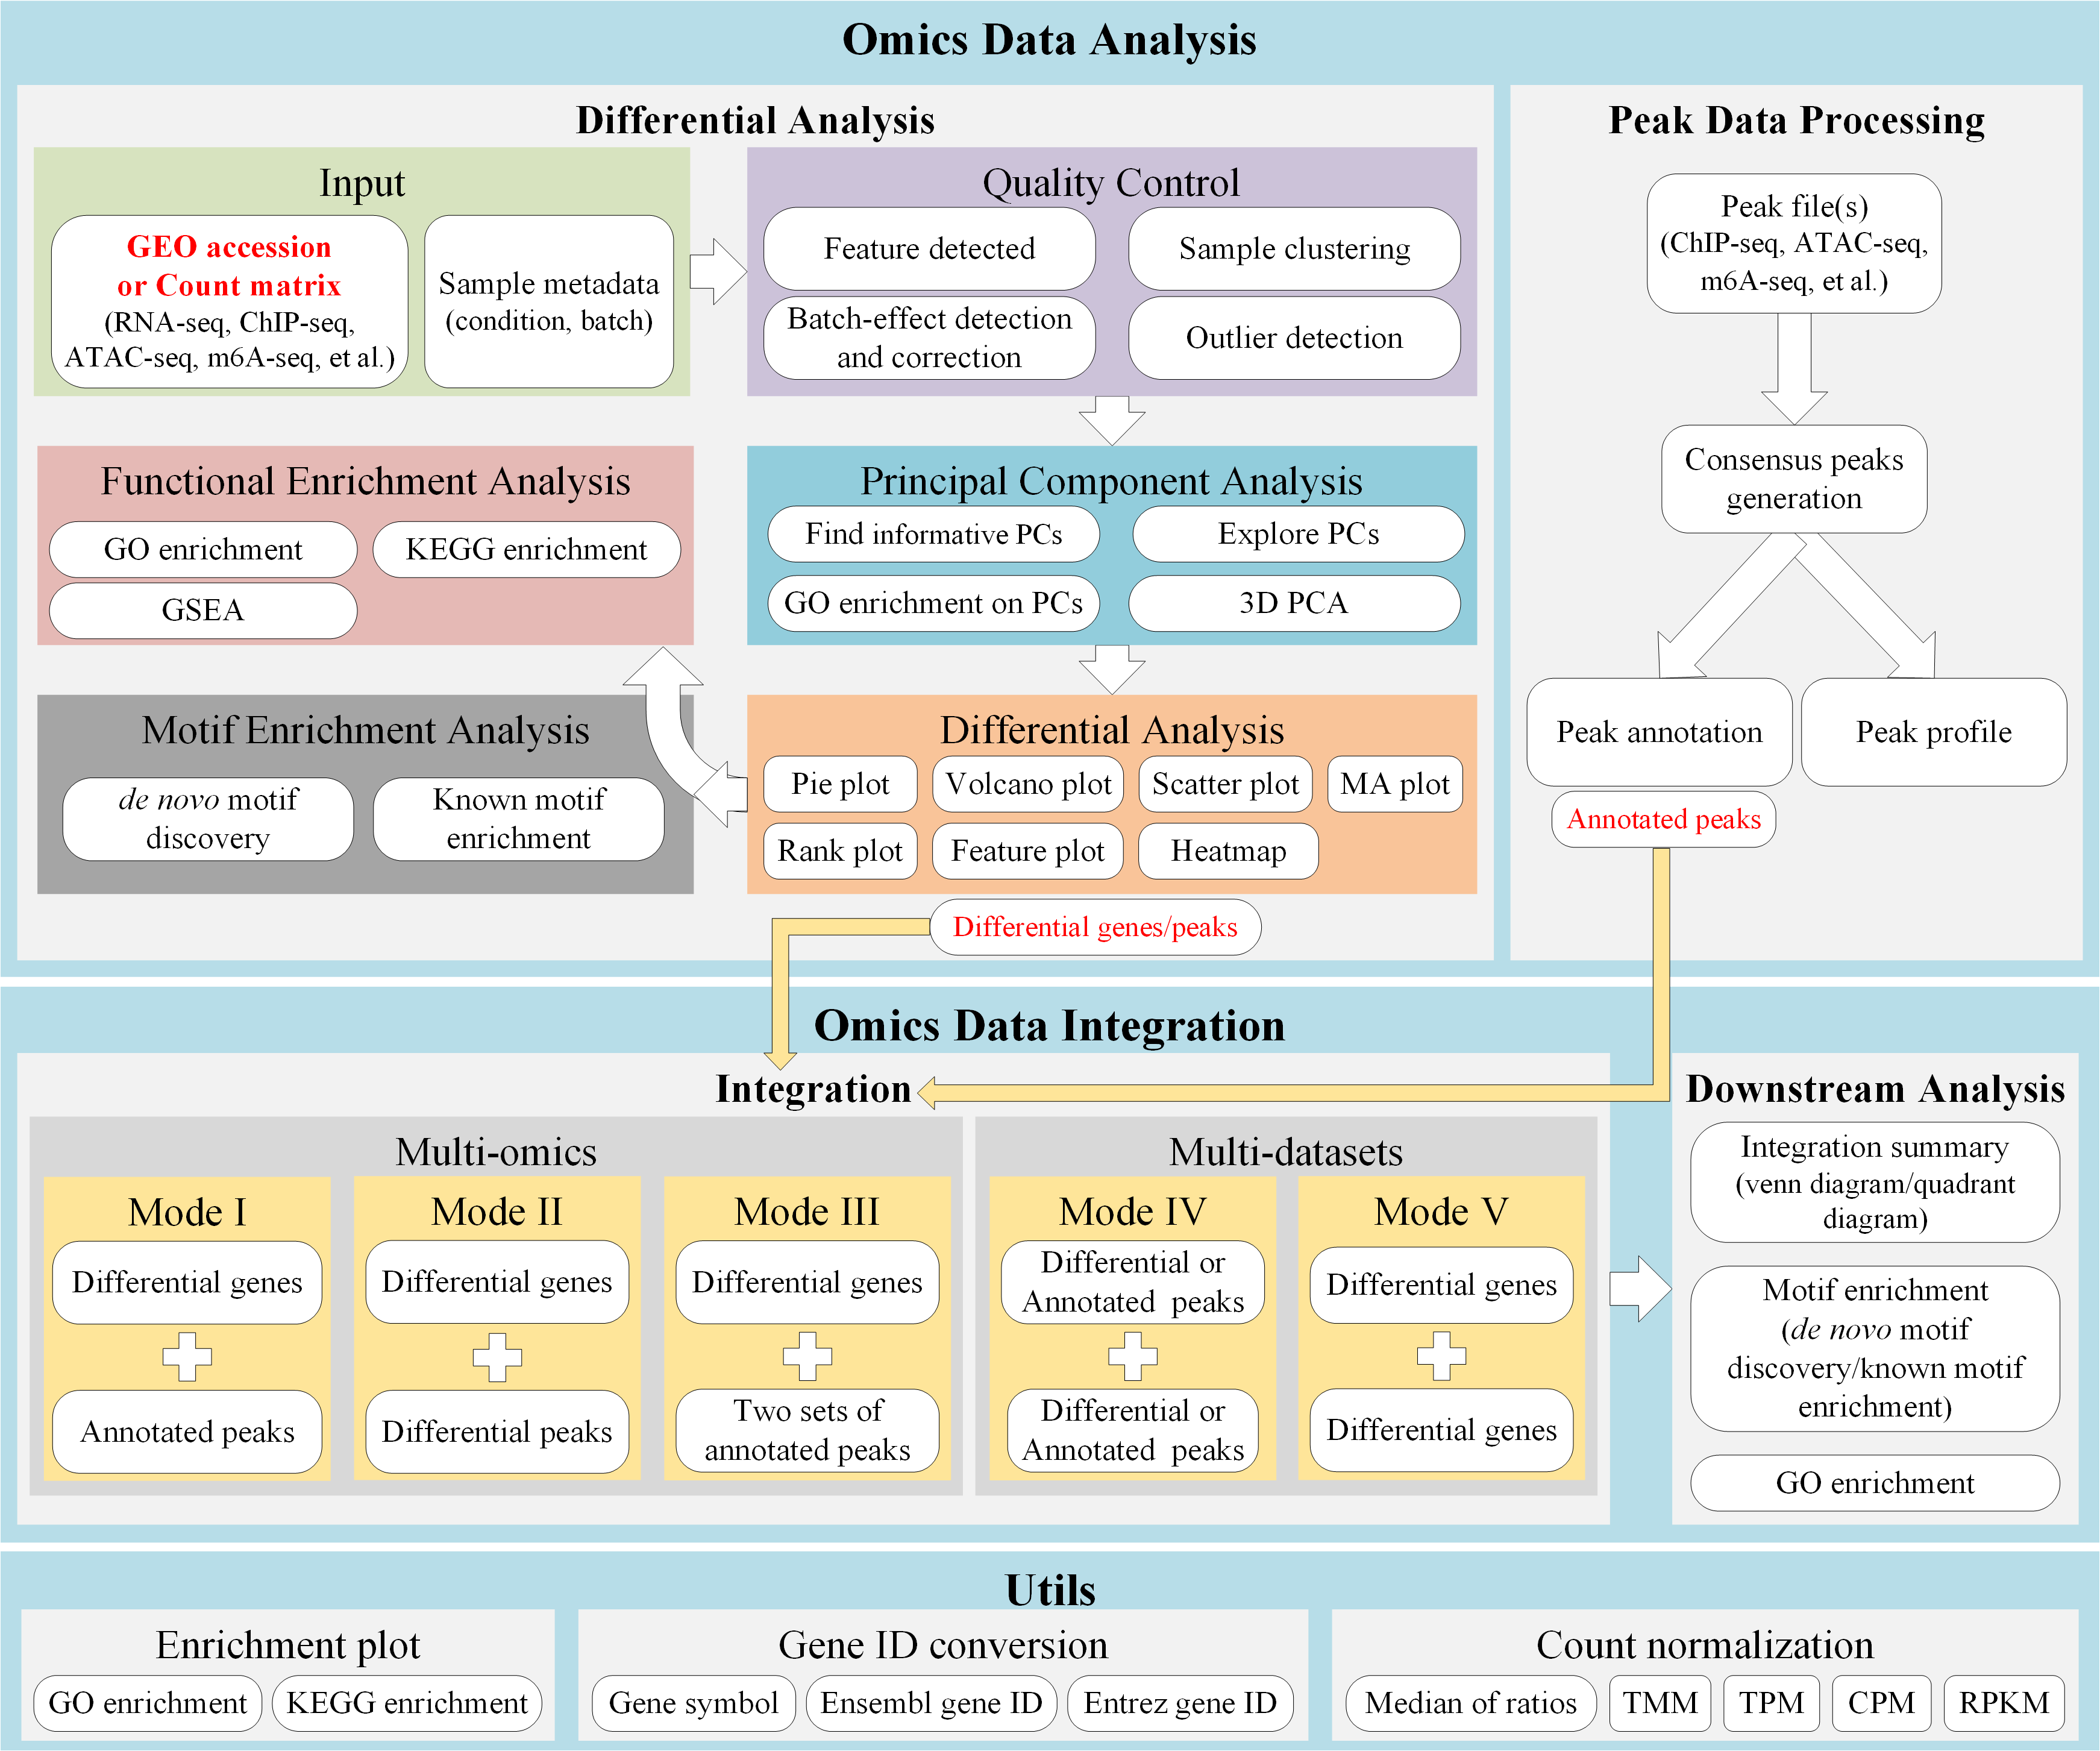 Omics Data Analysis
Differential Analysis
Input
GEO accession
or Count matrix
(RNA-seq, ChIP-seq,
ATAC-seq, m6A-seq, et al.)
Sample metadata
(condition, batch)
Quality Control
Feature detected
Sample clustering
Batch-effect detection
and correction
Outlier detection
Functional Enrichment Analysis
GO enrichment
KEGG enrichment
GSEA
Principal Component Analysis
Find informative PCs
Explore PCs
GO enrichment on PCs
3D PCA
Motif Enrichment Analysis
de novo motif
discovery
Known motif
enrichment
Differential Analysis
Pie plot
Volcano plot
Scatter plot
MA plot
Rank plot
Feature plot
Heatmap
Differential genes/peaks
Peak Data Processing
Peak file(s)
(ChIP-seq, ATAC-seq,
m6A-seq, et al.)
Consensus peaks
generation
Peak annotation
Peak profile
Annotated peaks
Omics Data Integration
Integration
Multi-omics
Mode I
Differential genes
Annotated peaks
Mode II
Differential genes
Differential peaks
Mode III
Differential genes
Two sets of
annotated peaks
Multi-datasets
Mode IV
Differential or
Annotated peaks
Differential or
Annotated peaks
Mode V
Differential genes
Differential genes
Downstream Analysis
Integration summary
(venn diagram/quadrant
diagram)
Motif enrichment
(de novo motif
discovery/known motif
enrichment)
GO enrichment
Utils
Enrichment plot
GO enrichment
KEGG enrichment
Gene ID conversion
Gene symbol
Ensembl gene ID
Entrez gene ID
Count normalization
Median of ratios
TMM
TPM
CPM
RPKM